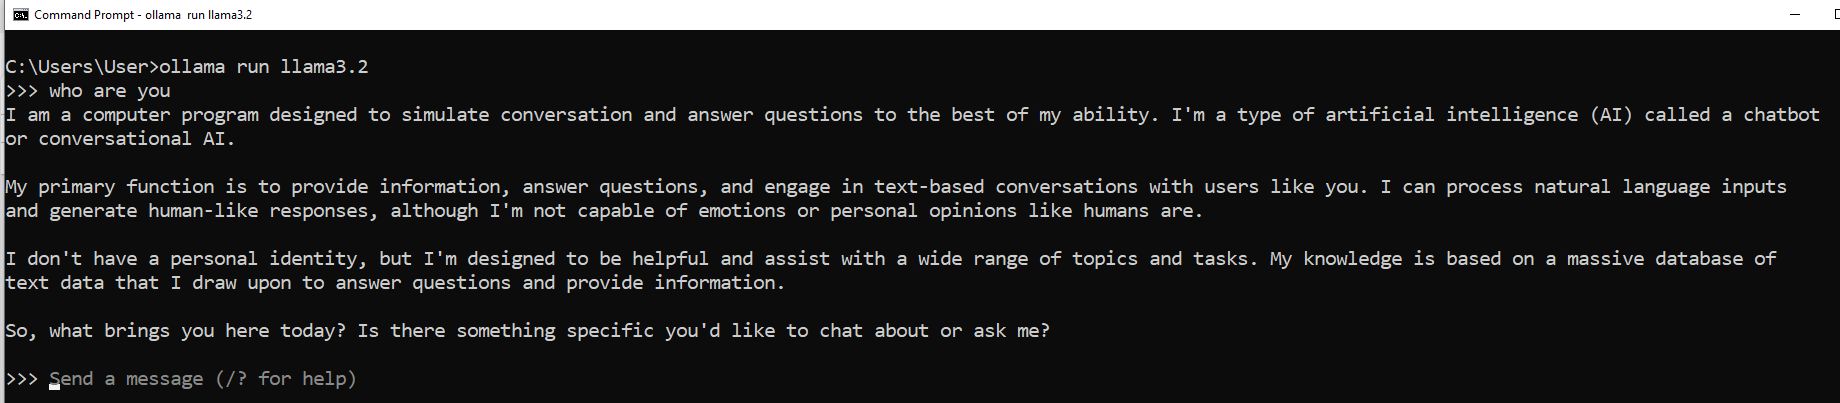 Command Prompt - ollama  run llama3.2
C:\Users\User>ollama run llama3.2
>>> who are you
I am a computer program designed to simulate conversation and answer questions to the best of my ability. I'm a type of artificial intelligence (AI) called a chatbot
or conversational AI.
My primary function is to provide information, answer questions, and engage in text-based conversations with users like you. I can process natural language inputs
and generate human-like responses, although I'm not capable of emotions or personal opinions like humans are.
I don't have a personal identity, but I'm designed to be helpful and assist with a wide range of topics and tasks. My knowledge is based on a massive database of
text data that I draw upon to answer questions and provide information.
So, what brings you here today? Is there something specific you'd like to chat about or ask me?
>>> Send a message (/? for help)